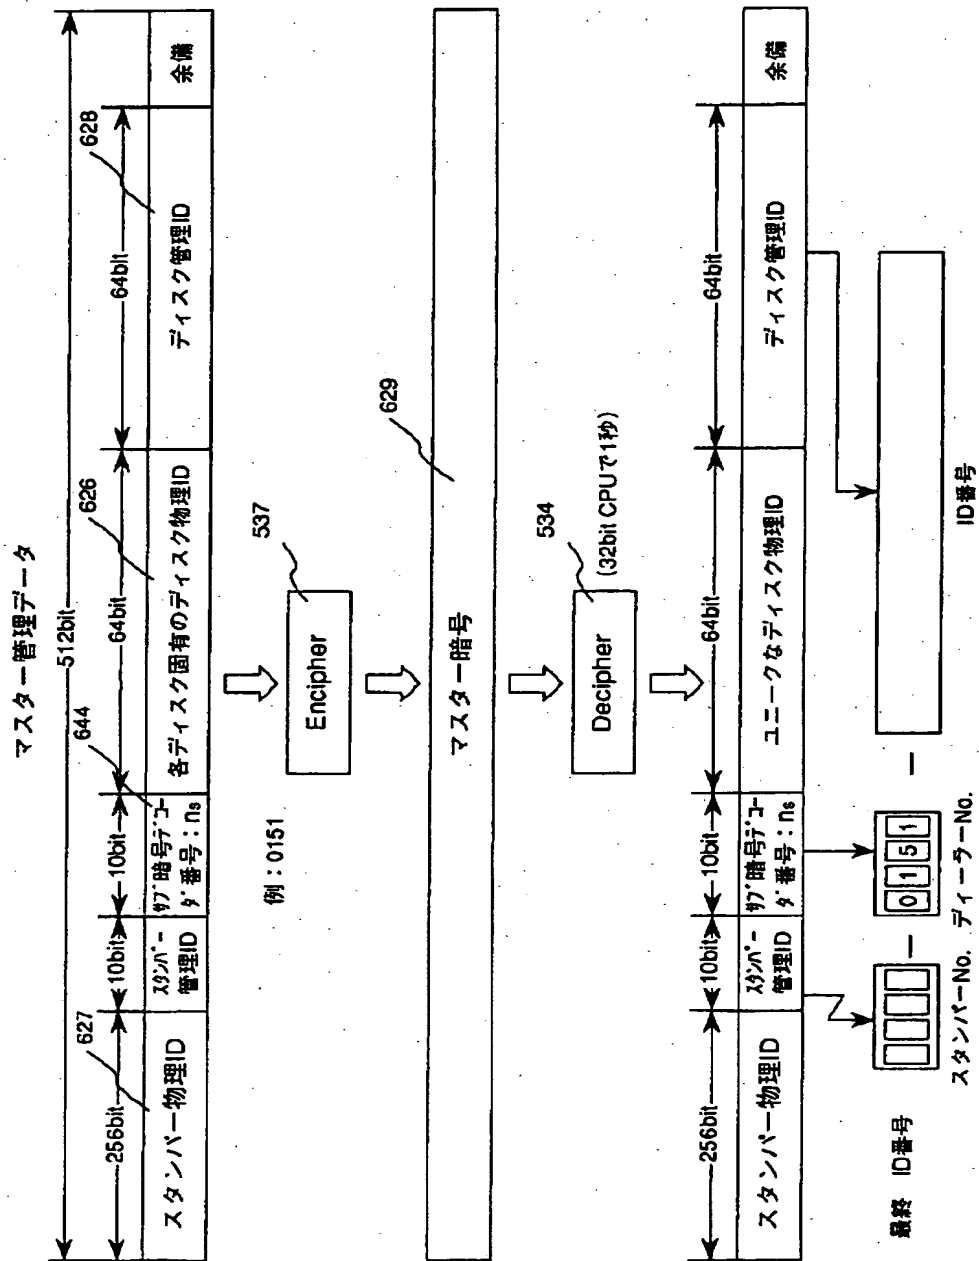 マスター管理データ
512bit
627
644
626
628
256bit
10bit
10bit
64bit
64bit
スタンパー物理ID
スタンパー
管理ID
サブ暗号デコー
ダ番号：ns
各ディスク固有のディスク物理ID
ディスク管理ID
余備
例：0151
Encipher
537
マスター暗号
629
Decipher
534
(32bit CPUで1秒)
256bit
10bit
10bit
64bit
64bit
スタンパー物理ID
スタンパー
管理ID
サブ暗号デコー
ダ番号：ns
ユニークなディスク物理ID
ディスク管理ID
余備
最終 ID番号
— 0151 —
スタンパーNo. ディーラーNo.
ID番号